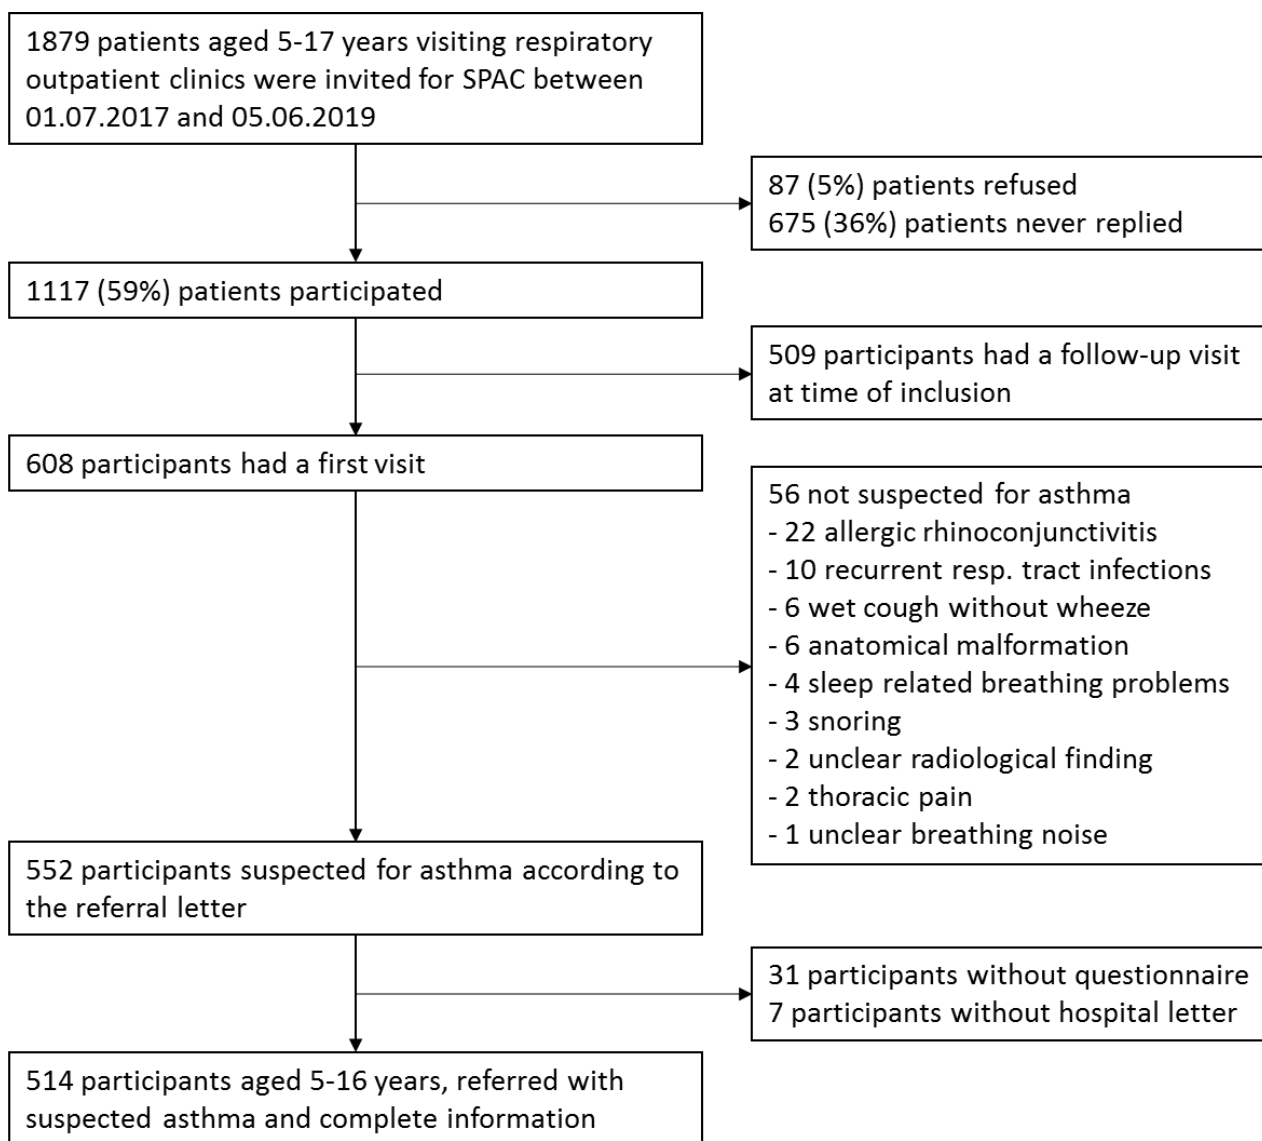 1879 patients aged 5-17 years visiting respiratory
outpatient clinics were invited for SPAC between
01.07.2017 and 05.06.2019
87 (5%) patients refused
675 (36%) patients never replied
1117 (59%) patients participated
509 participants had a follow-up visit
at time of inclusion
608 participants had a first visit
56 not suspected for asthma
- 22 allergic rhinoconjunctivitis
- 10 recurrent resp. tract infections
- 6 wet cough without wheeze
- 6 anatomical malformation
- 4 sleep related breathing problems
- 3 snoring
- 2 unclear radiological finding
- 2 thoracic pain
- 1 unclear breathing noise
552 participants suspected for asthma according to
the referral letter
31 participants without questionnaire
7 participants without hospital letter
514 participants aged 5-16 years, referred with
suspected asthma and complete information